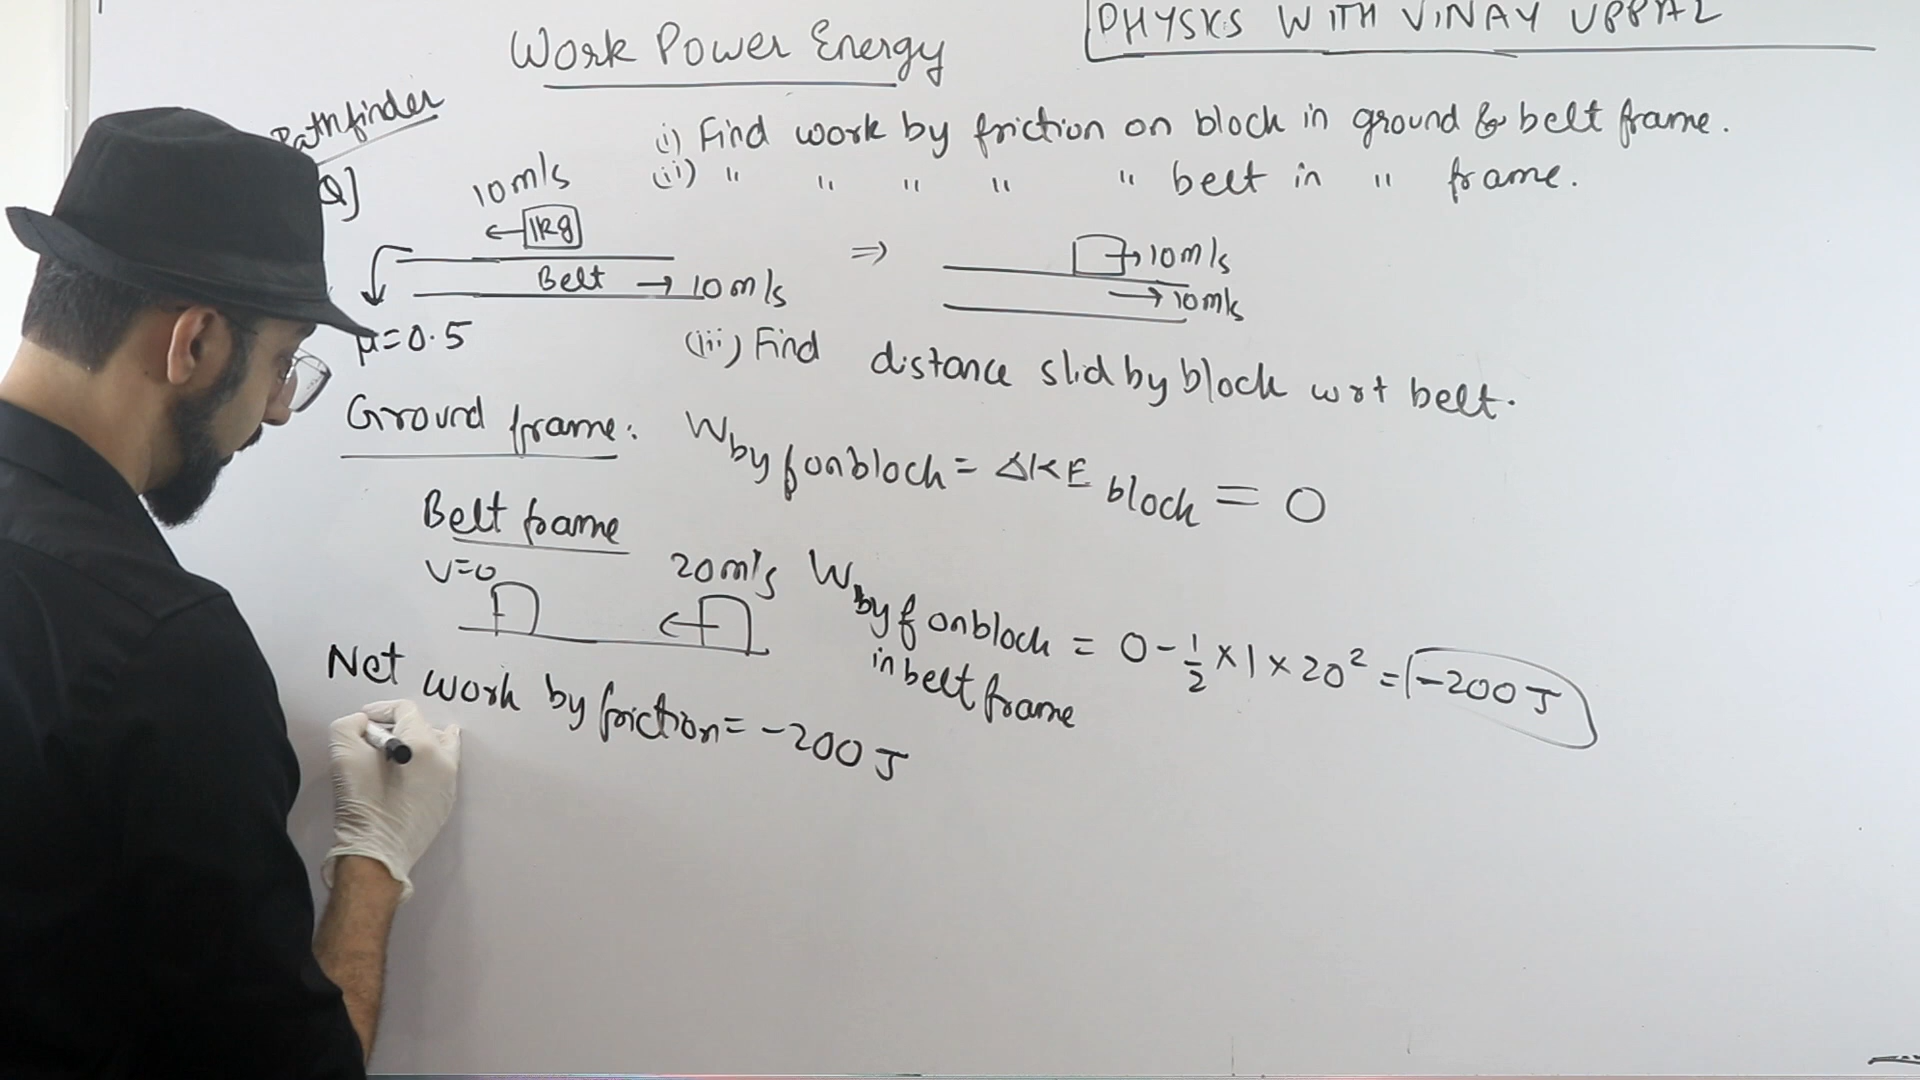 PHYSICS WITH VINAY UPPAL
Work Power Energy
Pathfinder
Q]
(i) Find work by friction on block in ground & belt frame.
(ii) " " " " " belt in " frame.
10m/s
1kg
Belt → 10m/s
μ=0.5
⇒
→10m/s
→10m/s
(iii) Find distance slid by block wrt belt.
Ground frame: W by f on block = ΔKE block = 0
Belt frame
V=0
20m/s
W by f on block in belt frame = 0 - 1/2 × 1 × 20² = -200 J
Net work by friction = -200 J